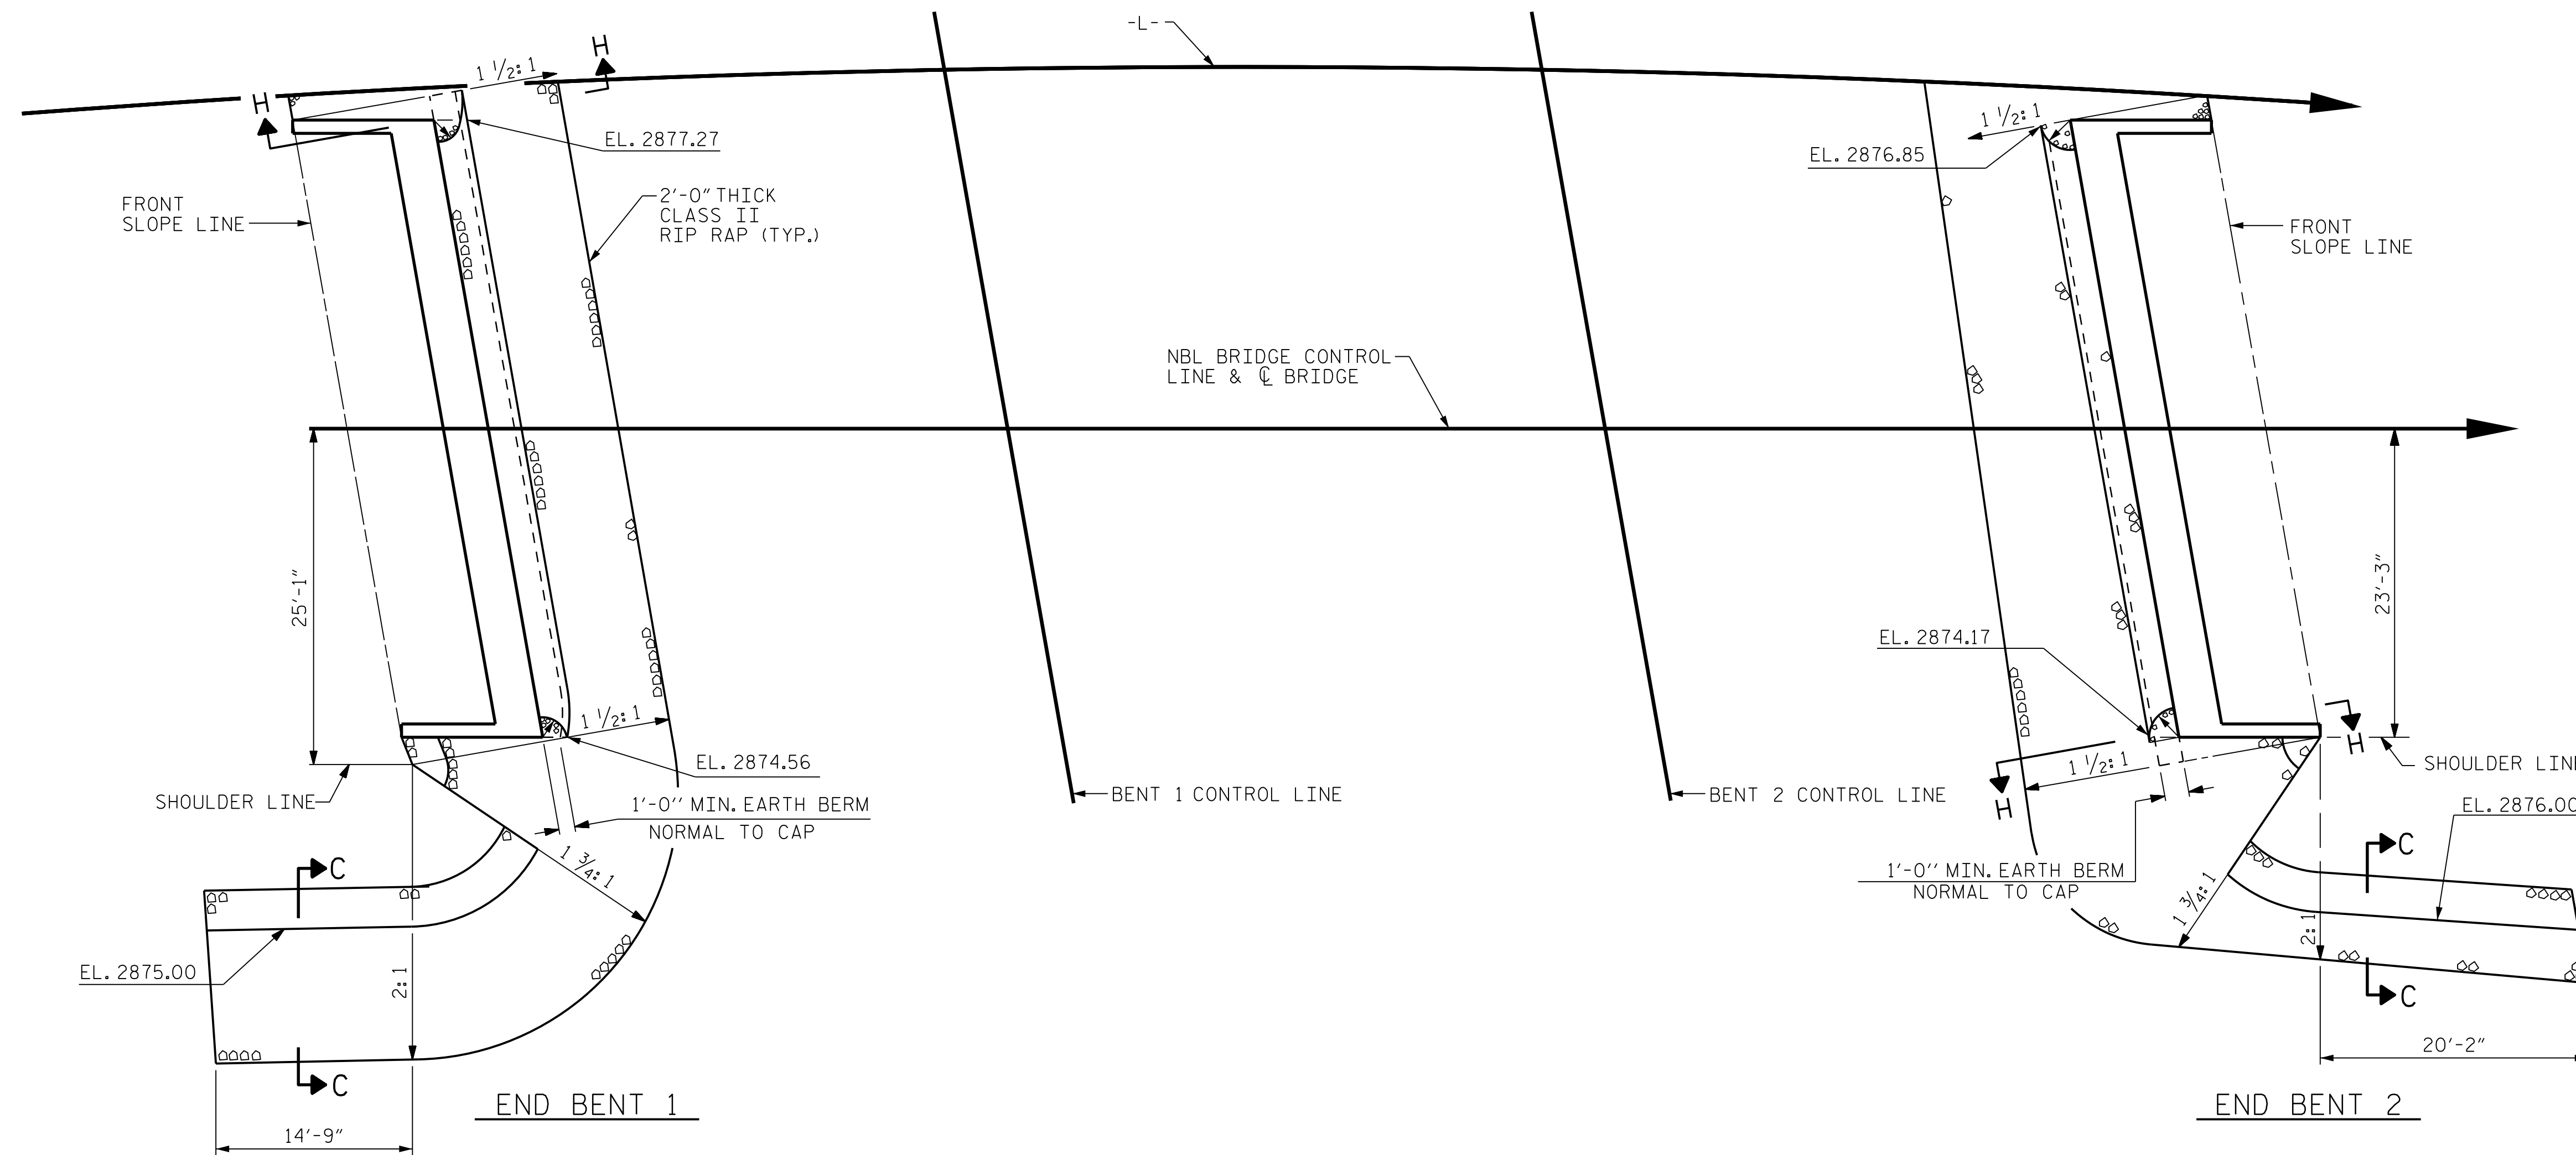 -L-
H
1 1/2: 1
H
EL. 2877.27
1 1/2: 1
EL. 2876.85
FRONT
SLOPE LINE
2'-0" THICK
CLASS II
RIP RAP (TYP.)
FRONT
SLOPE LINE
NBL BRIDGE CONTROL
LINE & ℄ BRIDGE
25'-1"
23'-3"
EL. 2874.17
1 1/2: 1
EL. 2874.56
SHOULDER LINE
1'-0" MIN. EARTH BERM
NORMAL TO CAP
BENT 1 CONTROL LINE
BENT 2 CONTROL LINE
1 1/2: 1
H
H
SHOULDER LINE
EL. 2876.00
1'-0" MIN. EARTH BERM
NORMAL TO CAP
C
1 3/4: 1
C
1 3/4: 1
EL. 2875.00
2: 1
2: 1
C
C
14'-9"
20'-2"
END BENT 1
END BENT 2